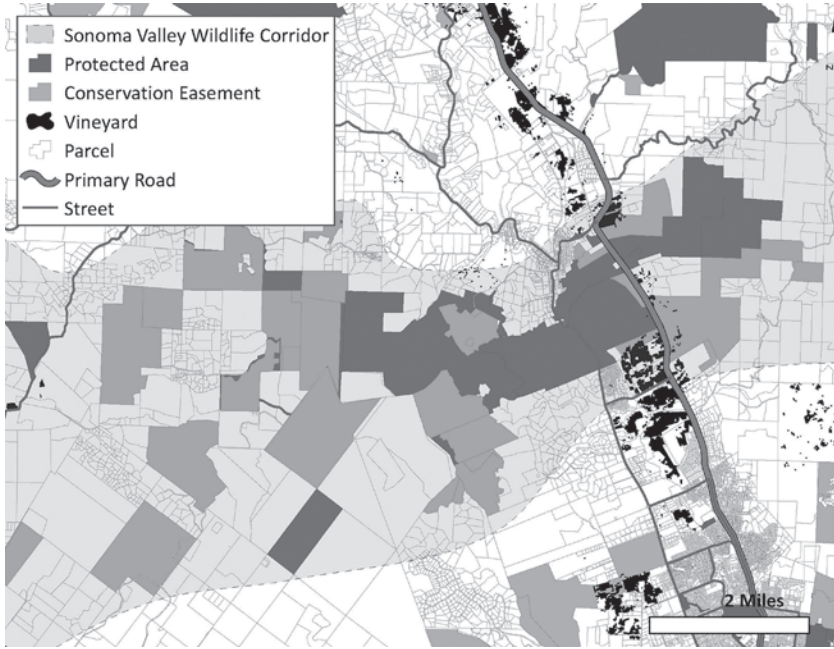 Sonoma Valley Wildlife Corridor
Protected Area
Conservation Easement
Vineyard
Parcel
Primary Road
Street
2 Miles